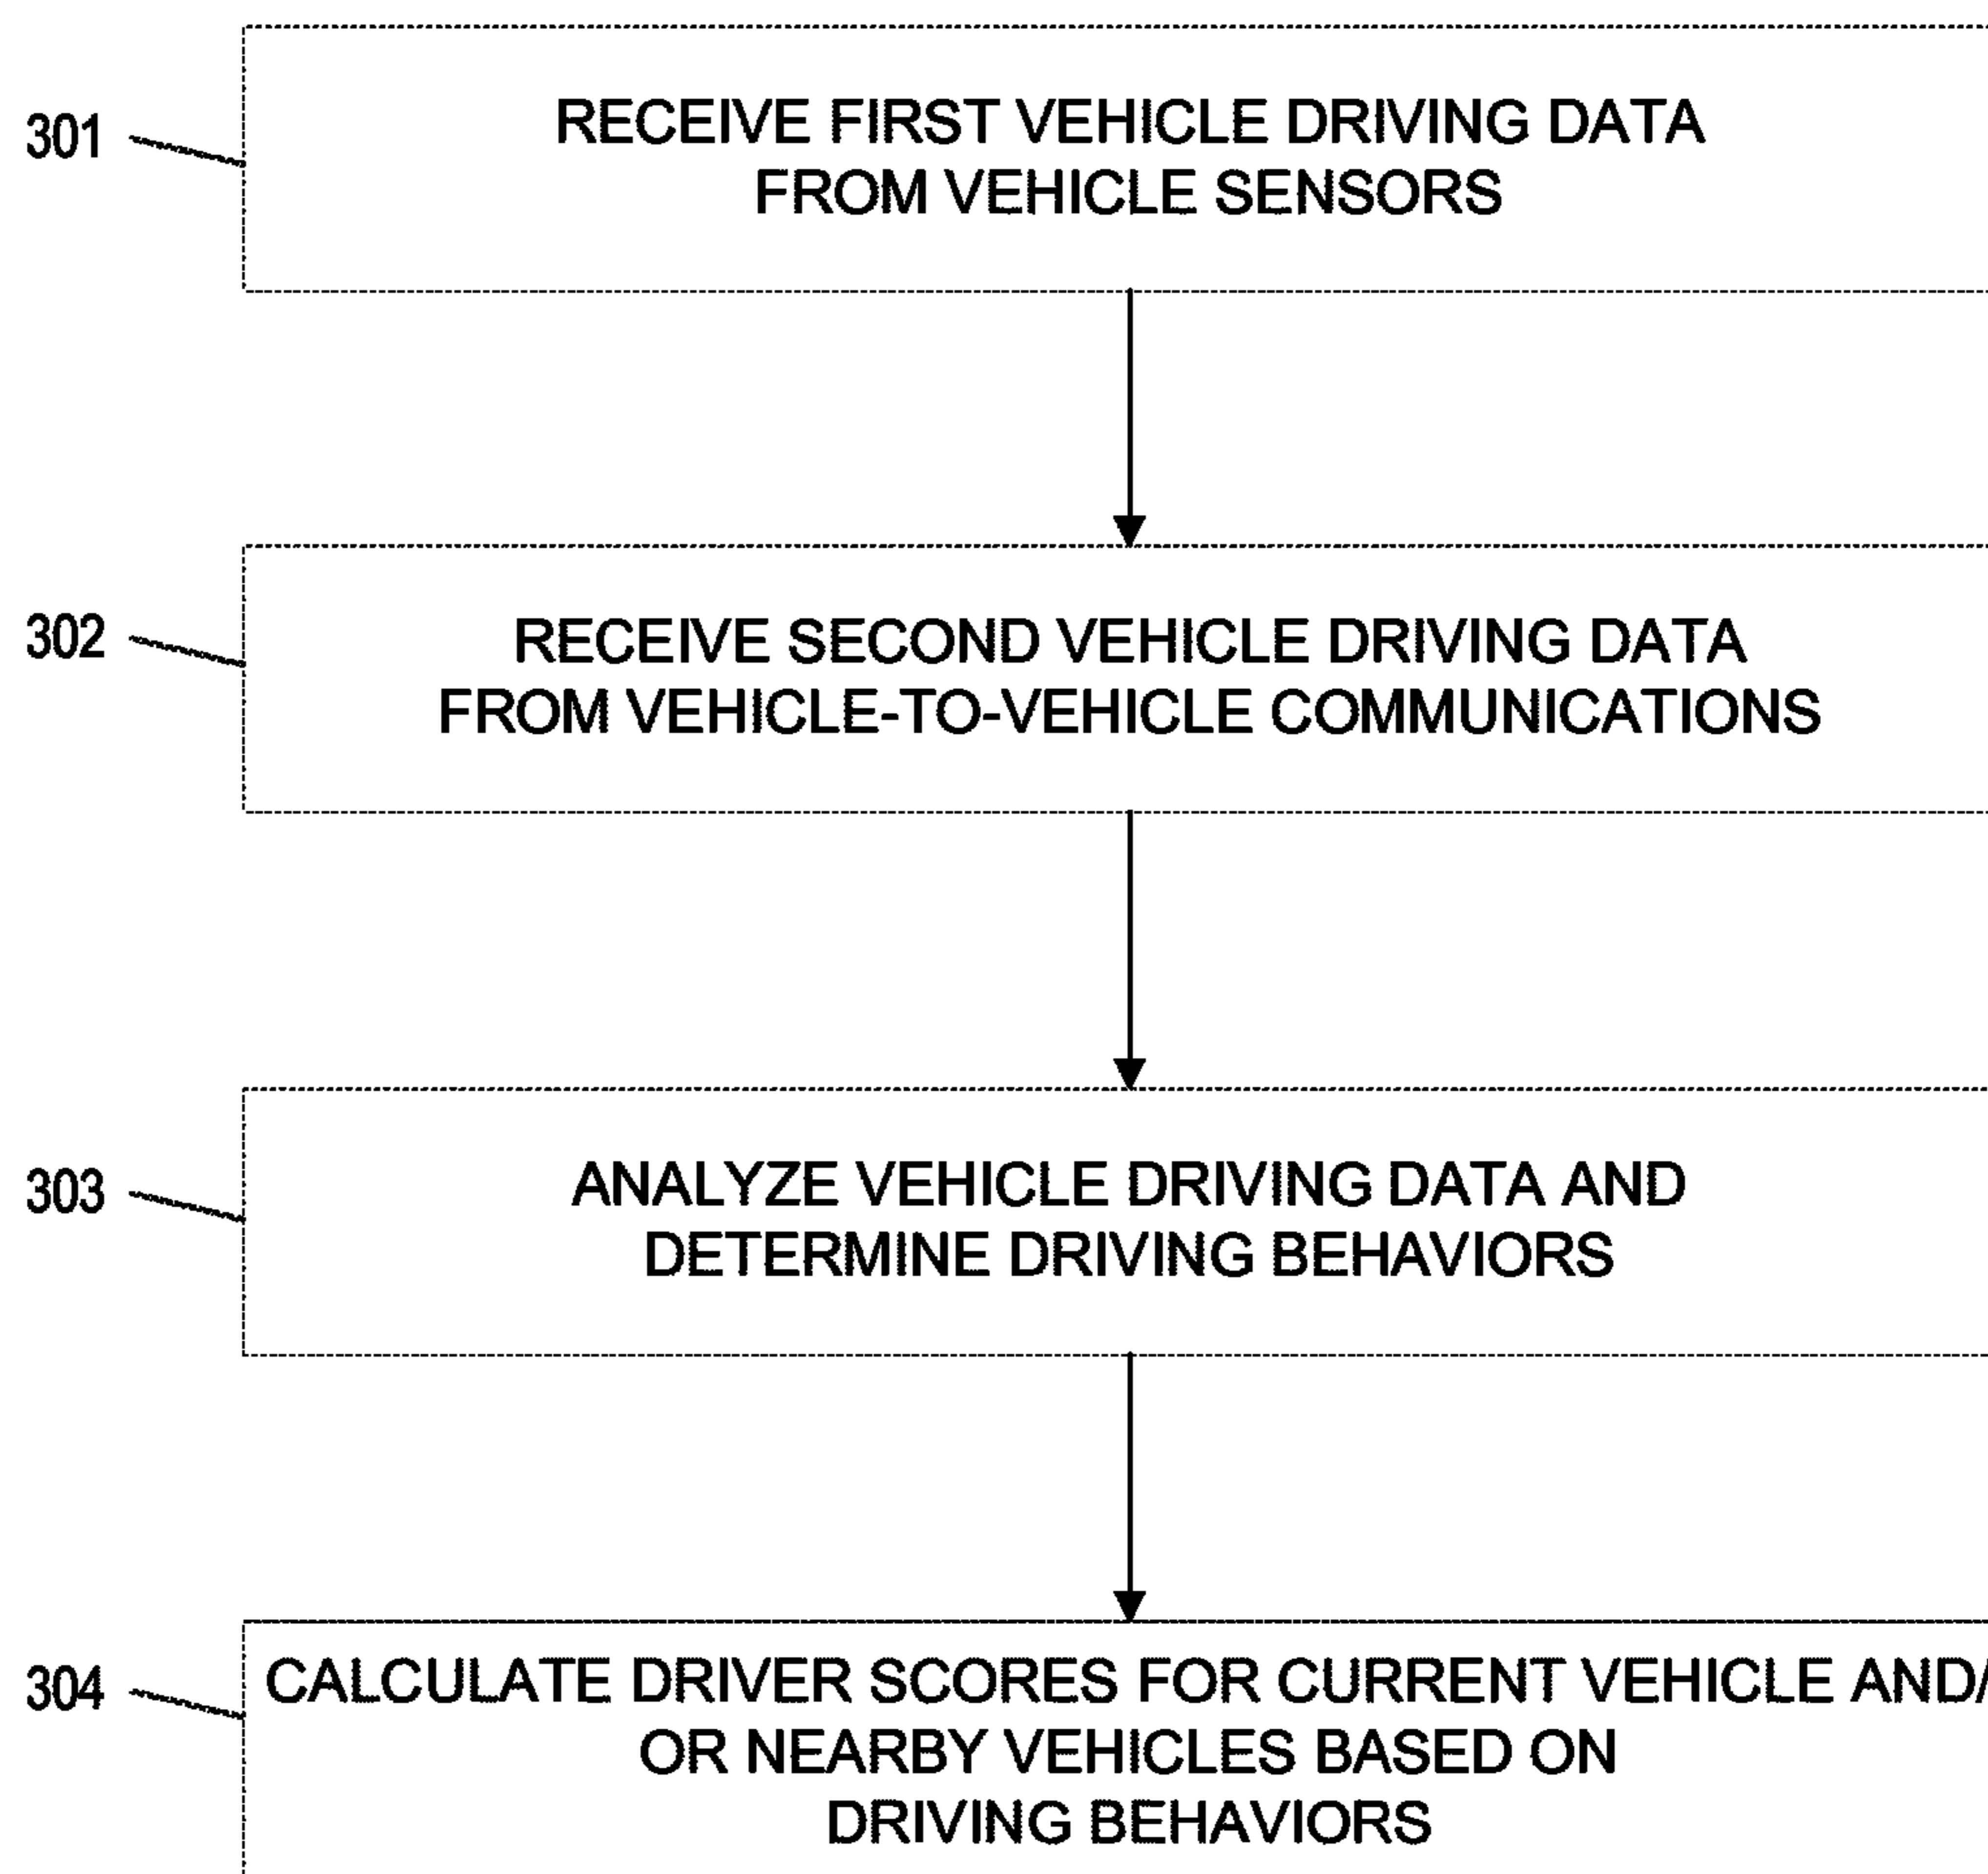 301
RECEIVE FIRST VEHICLE DRIVING DATA
FROM VEHICLE SENSORS
302
RECEIVE SECOND VEHICLE DRIVING DATA
FROM VEHICLE-TO-VEHICLE COMMUNICATIONS
303
ANALYZE VEHICLE DRIVING DATA AND
DETERMINE DRIVING BEHAVIORS
304
CALCULATE DRIVER SCORES FOR CURRENT VEHICLE AND/
OR NEARBY VEHICLES BASED ON
DRIVING BEHAVIORS